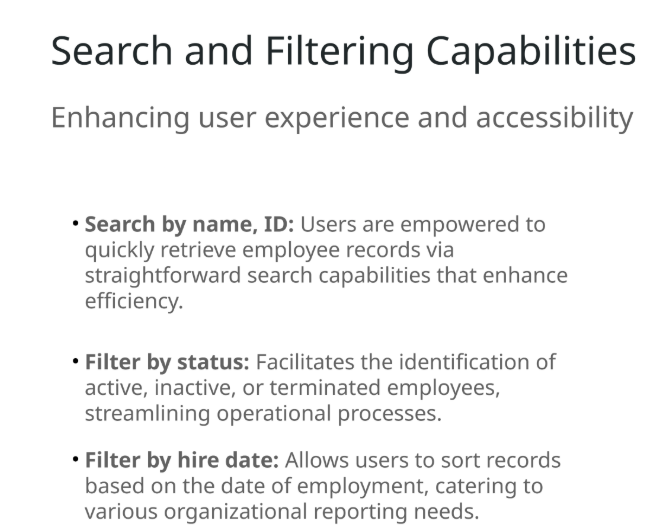 Search and Filtering Capabilities
Enhancing user experience and accessibility
• Search by name, ID: Users are empowered to
quickly retrieve employee records via
straightforward search capabilities that enhance
efficiency.
• Filter by status: Facilitates the identification of
active, inactive, or terminated employees,
streamlining operational processes.
• Filter by hire date: Allows users to sort records
based on the date of employment, catering to
various organizational reporting needs.